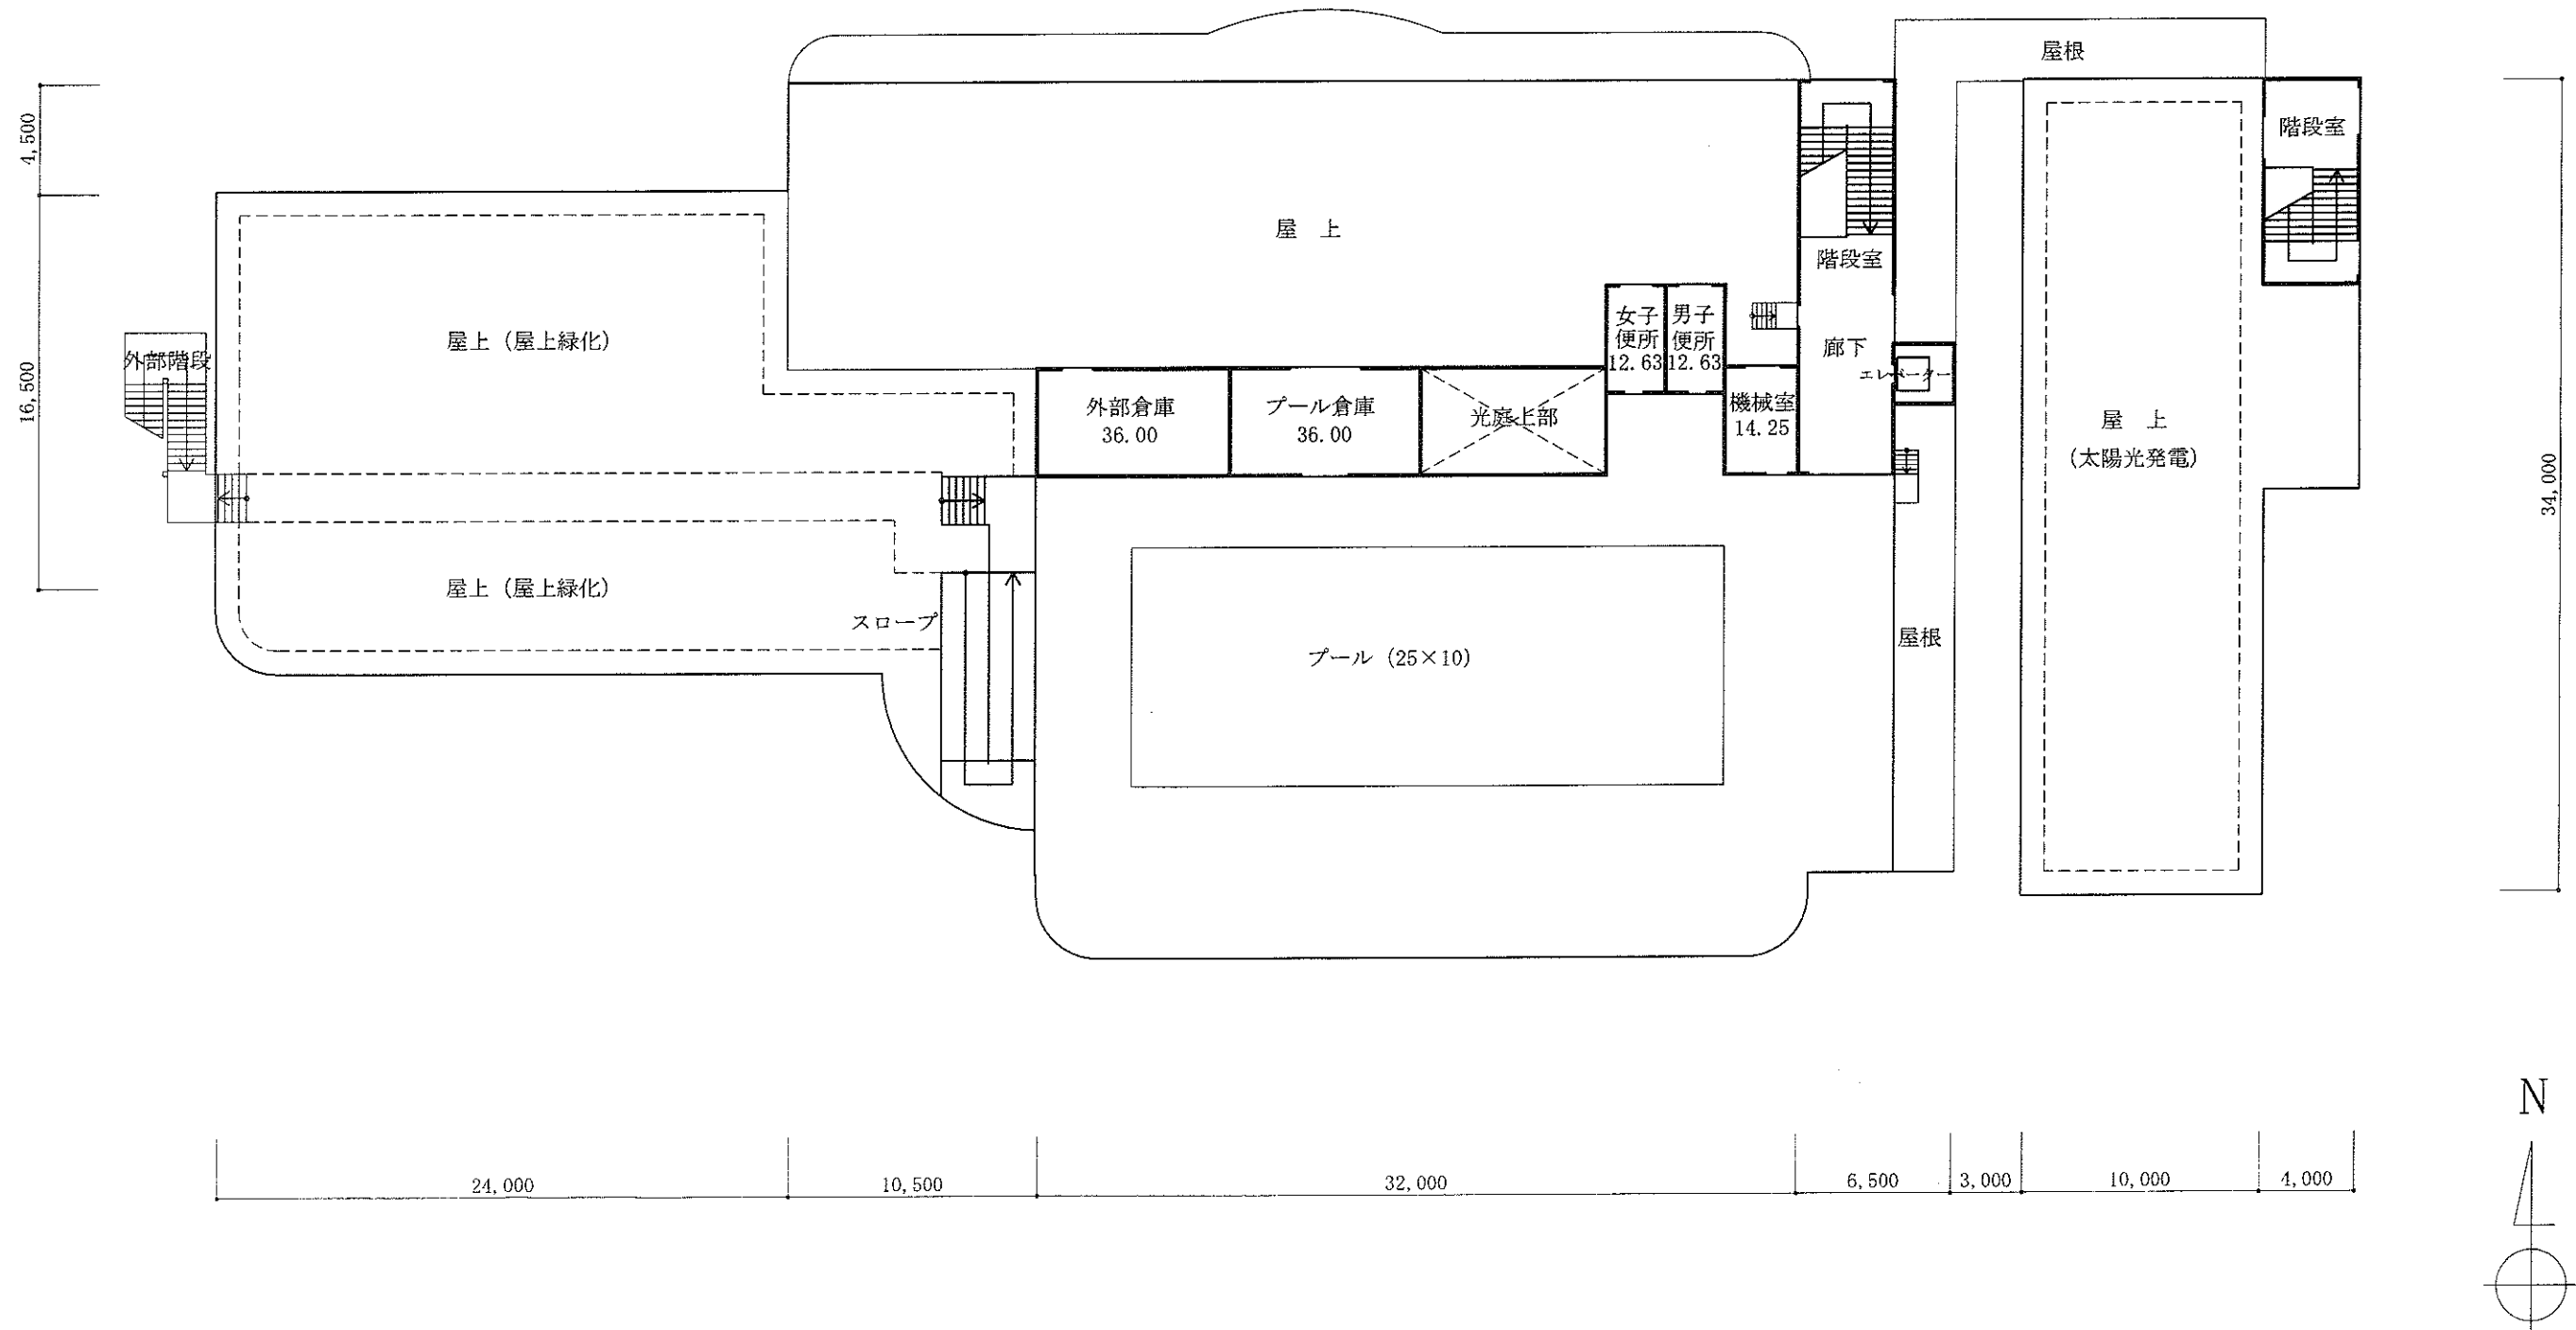 屋根
4,500
階段室
屋　上
階段室
屋上（屋上緑化）
外部階段
女子
便所
12.63
男子
便所
12.63
廊下
エレベーター
16,500
外部倉庫
36.00
プール倉庫
36.00
光庭上部
機械室
14.25
屋　上
(太陽光発電)
34,000
屋上（屋上緑化）
スロープ
屋根
プール（25×10）
N
24,000
10,500
32,000
6,500
3,000
10,000
4,000